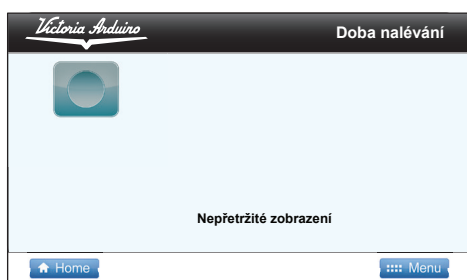 Victoria Arduino
Doba nalévání
Nepřetržité zobrazení
Home
Menu